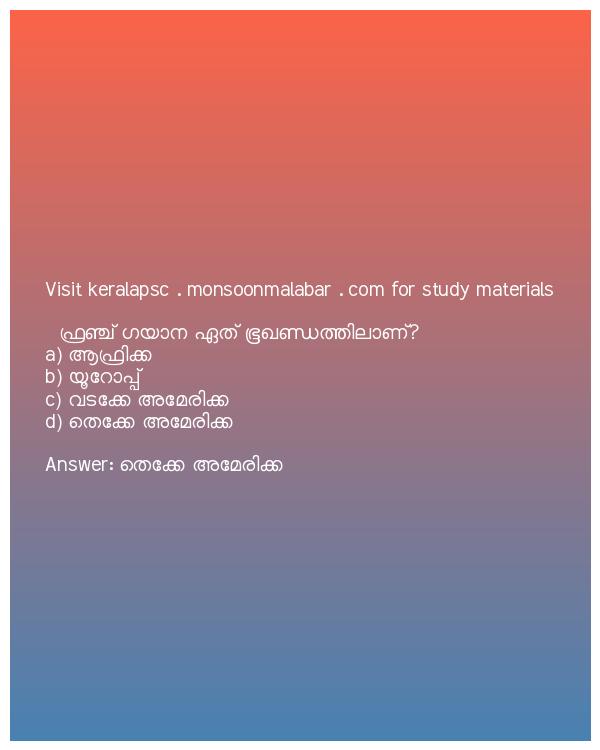 Visit keralapsc . monsoonmalabar . com for study materials
ഫ്രഞ്ച് ഗയാന ഏത് ഭൂഖണ്ഡത്തിലാണ്?
a) ആഫ്രിക്ക
b) യൂറോപ്പ്
c) വടക്കേ അമേരിക്ക
d) തെക്കേ അമേരിക്ക
Answer: തെക്കേ അമേരിക്ക